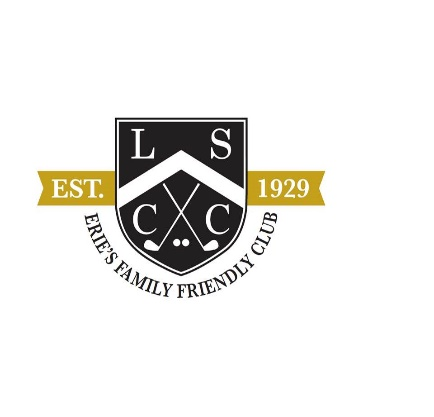 L S
EST. 1929
C C
ERIE'S FAMILY FRIENDLY CLUB